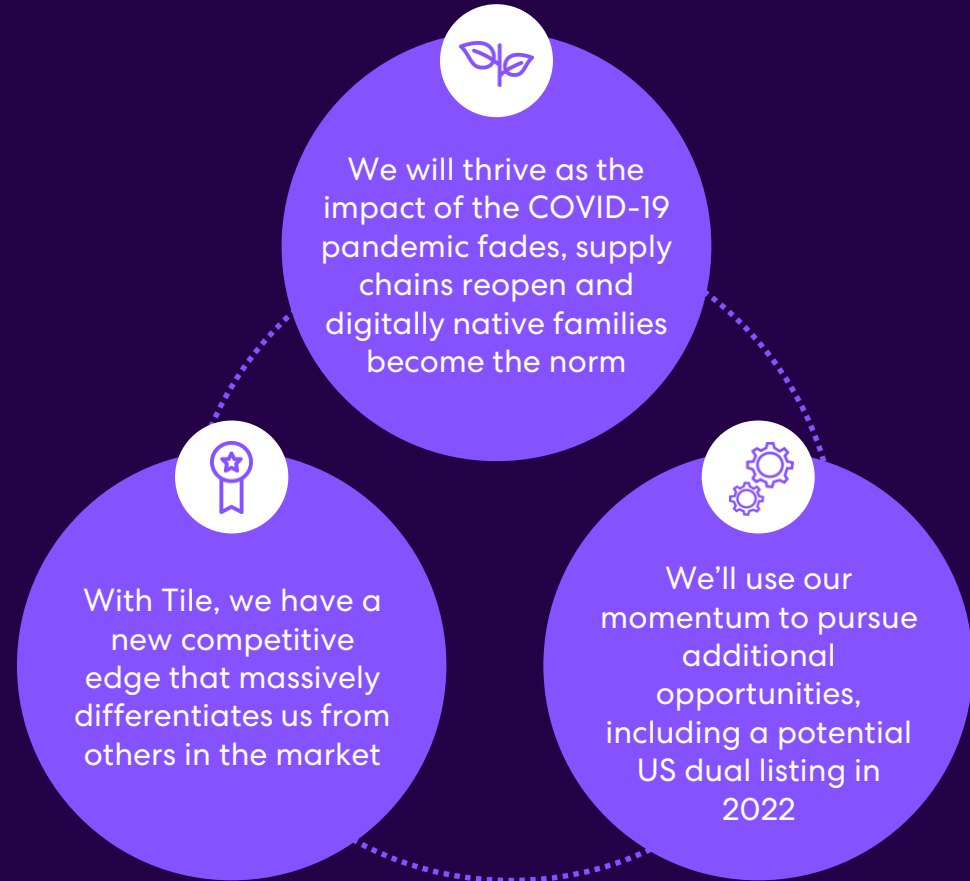 We will thrive as the
impact of the COVID-19
pandemic fades, supply
chains reopen and
digitally native families
become the norm
With Tile, we have a
new competitive
edge that massively
differentiates us from
others in the market
We’ll use our
momentum to pursue
additional
opportunities,
including a potential
US dual listing in
2022